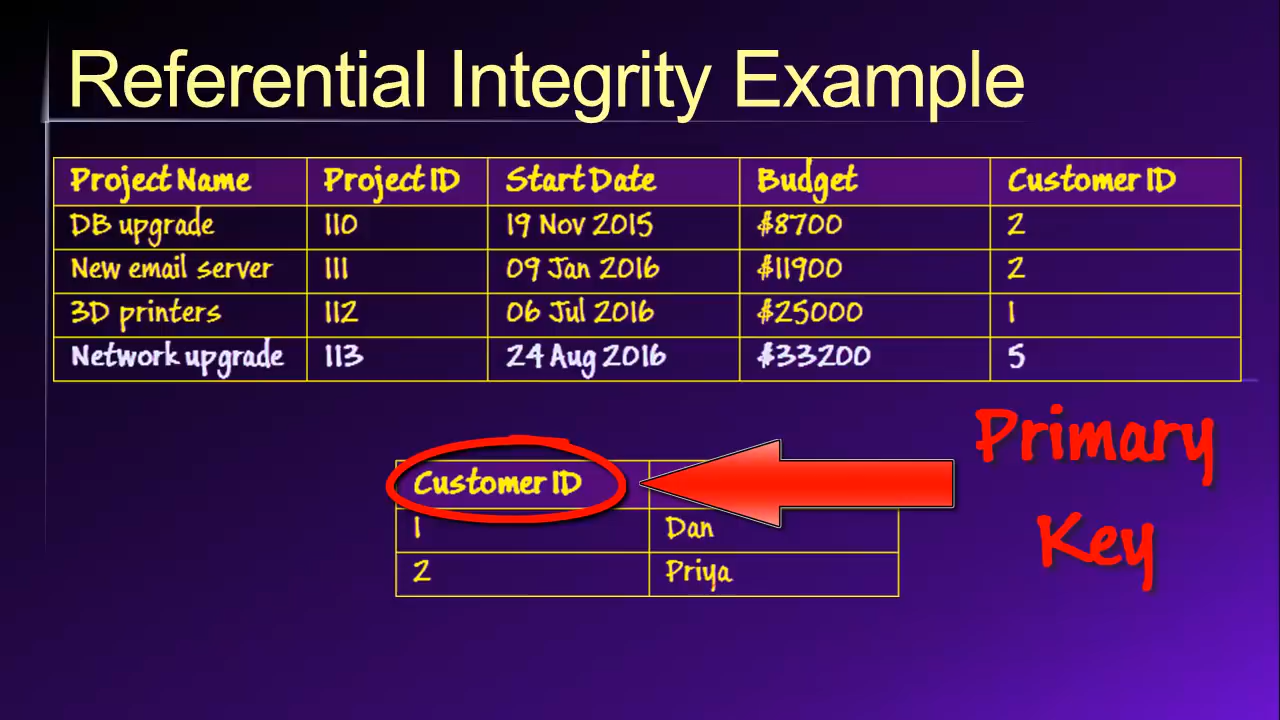 Referential Integrity Example
Project Name Project ID Start Date Budget Customer ID
DB upgrade 110 19 Nov 2015 $8700 2
New email server 111 09 Jan 2016 $11900 2
3D printers 112 06 Jul 2016 $25000 1
Network upgrade 113 24 Aug 2016 $33200 5
Primary
Key
Customer ID
1 Dan
2 Priya